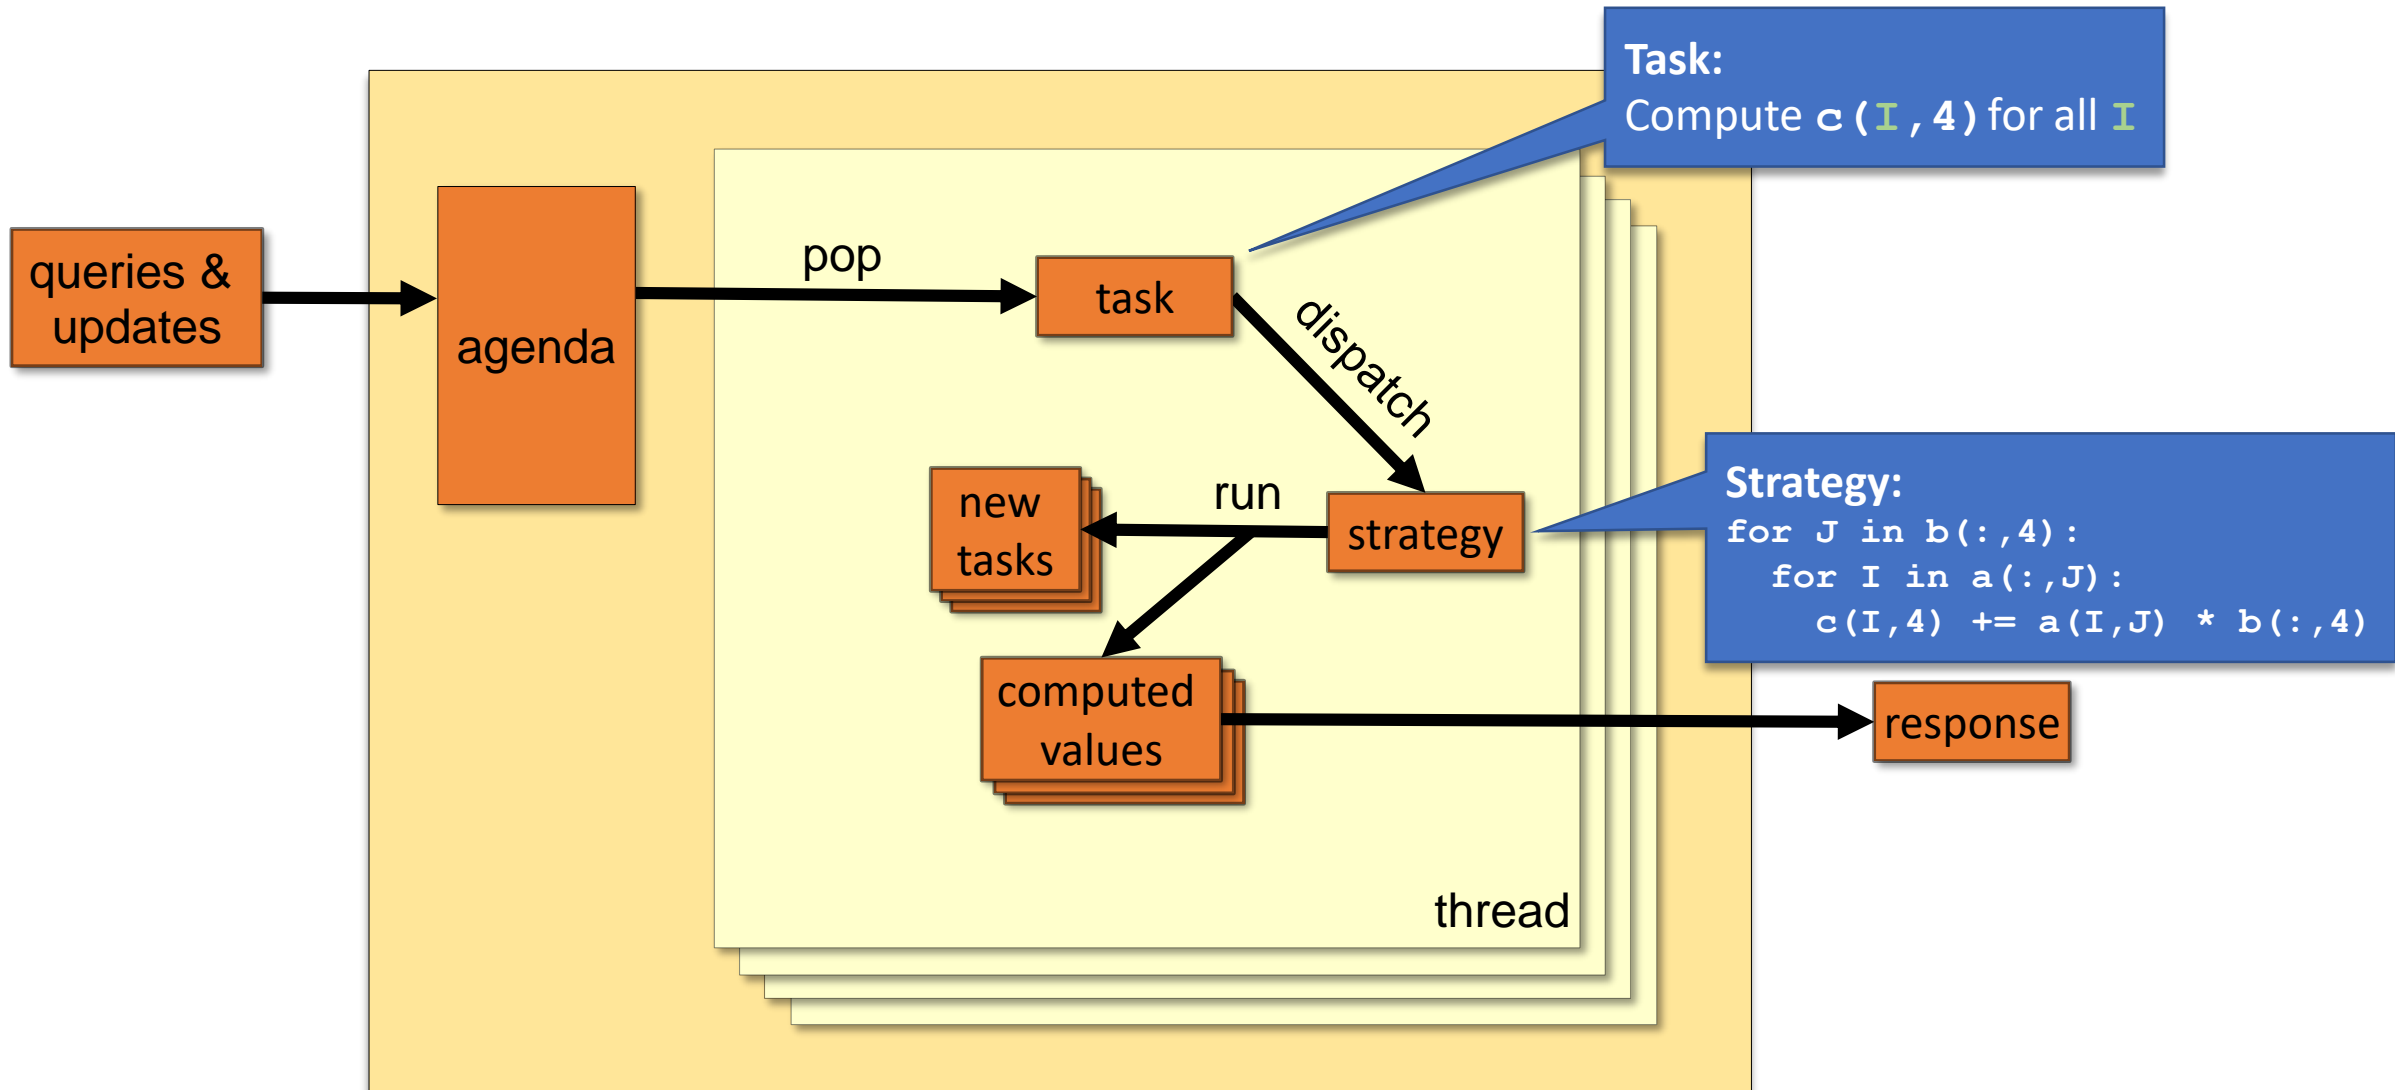 Task:
Compute c(I,4) for all I
queries &
updates
agenda
pop
task
dispatch
new
tasks
run
strategy
Strategy:
for J in b(:,4):
  for I in a(:,J):
    c(I,4) += a(I,J) * b(:,4)
computed
values
response
thread